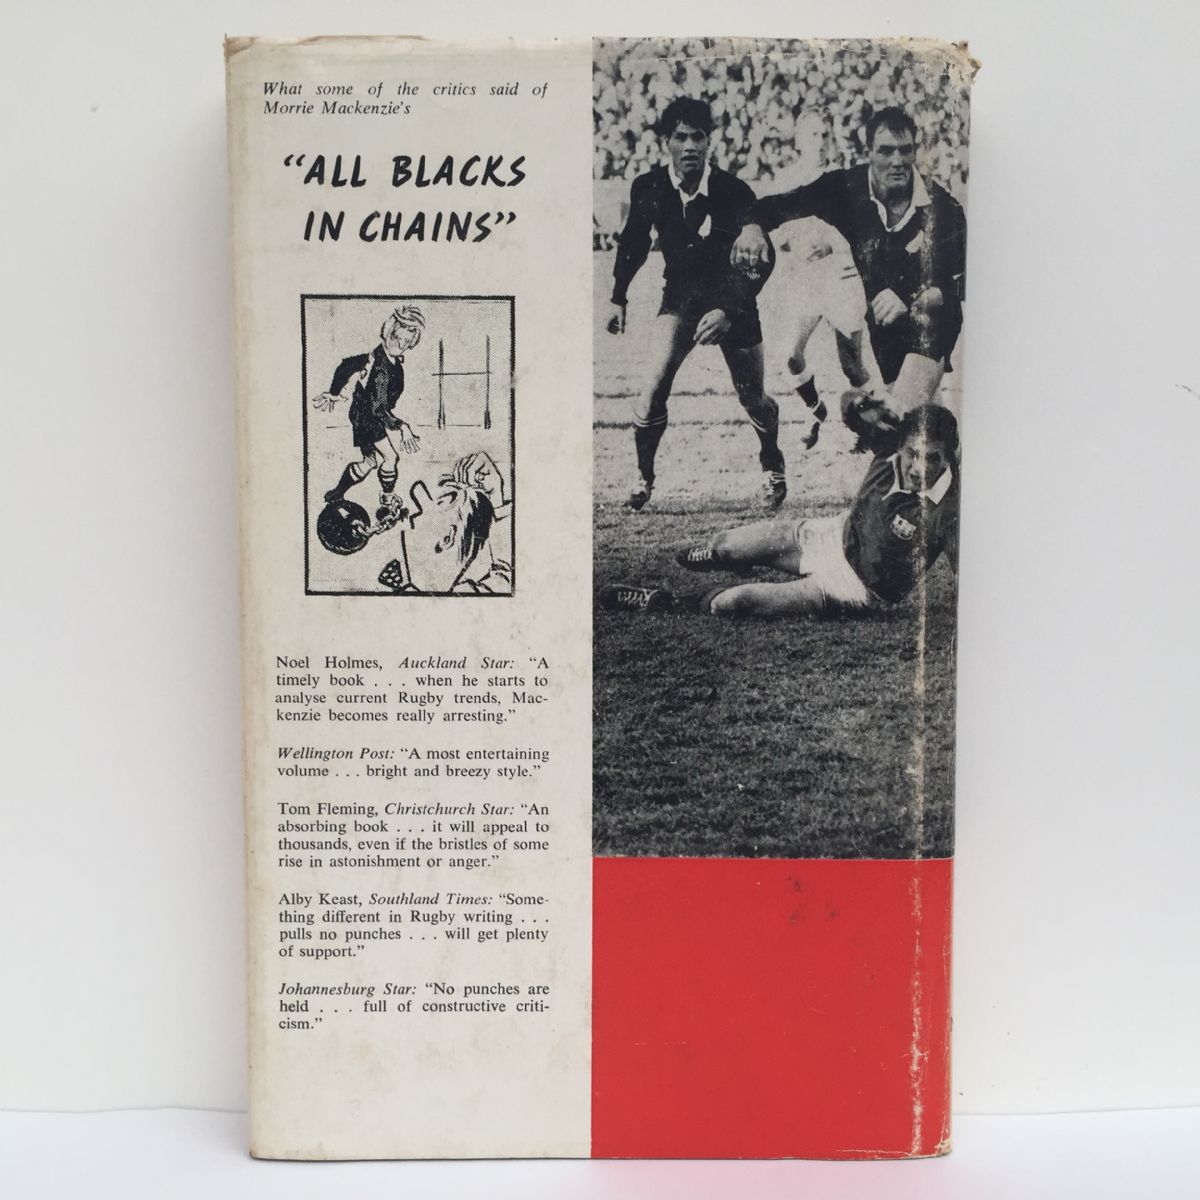 What some of the critics said of
Morrie Mackenzie's
“ALL BLACKS
IN CHAINS”
Noel Holmes, Auckland Star: “A
timely book . . . when he starts to
analyse current Rugby trends, Mac-
kenzie becomes really arresting.”
Wellington Post: “A most entertaining
volume . . . bright and breezy style.”
Tom Fleming, Christchurch Star: “An
absorbing book . . . it will appeal to
thousands, even if the bristles of some
rise in astonishment or anger.”
Alby Keast, Southland Times: “Some-
thing different in Rugby writing . . .
pulls no punches . . . will get plenty
of support.”
Johannesburg Star: “No punches are
held . . . full of constructive criti-
cism.”